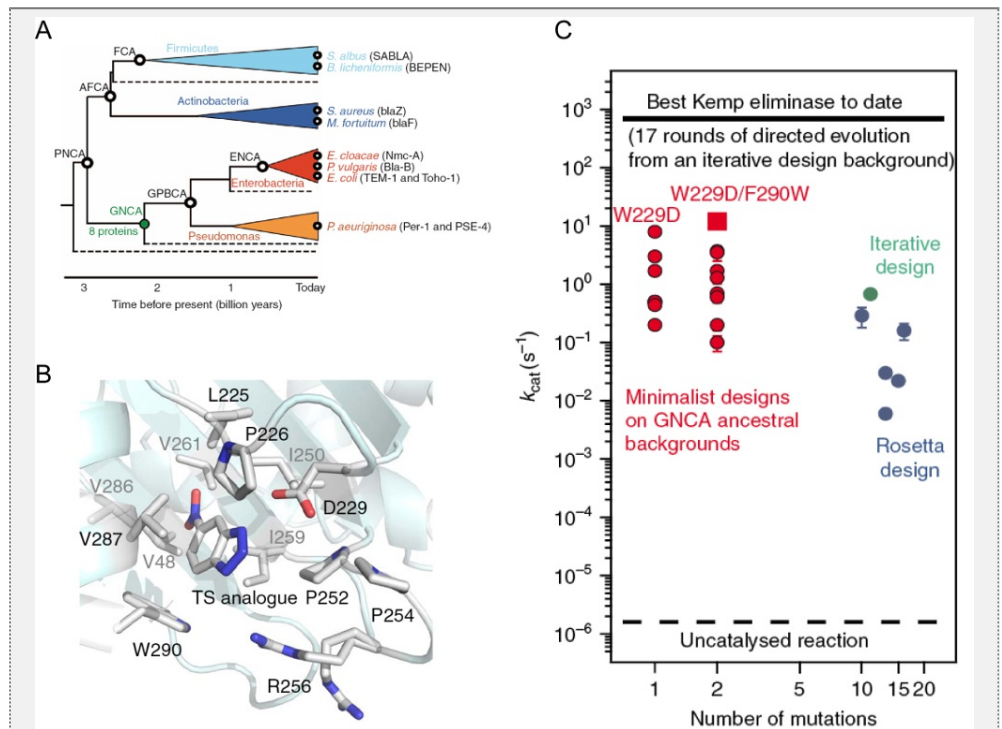 A
FCA
Firmicutes
S. albus (SABLA)
B. licheniformis (BEPEN)
AFCA
Actinobacteria
S. aureus (blaZ)
M. fortuitum (blaF)
PNCA
ENCA
E. cloacae (Nmc-A)
P. vulgaris (Bla-B)
E. coli (TEM-1 and Toho-1)
Enterobacteria
GPBCA
GNCA
8 proteins
Pseudomonas
P. aeuriginosa (Per-1 and PSE-4)
3 2 1 Today
Time before present (billion years)
B
L225
P226
V261
I250
V286
D229
V287
I259
V48
TS analogue P252
P254
W290
R256
C
Best Kemp eliminase to date
(17 rounds of directed evolution
from an iterative design background)
W229D/F290W
W229D
Iterative
design
Minimalist designs
on GNCA ancestral
backgrounds
Rosetta
design
Uncatalysed reaction
kcat (s⁻¹)
10³
10²
10¹
10⁰
10⁻¹
10⁻²
10⁻³
10⁻⁴
10⁻⁵
10⁻⁶
1 2 5 10 15 20
Number of mutations